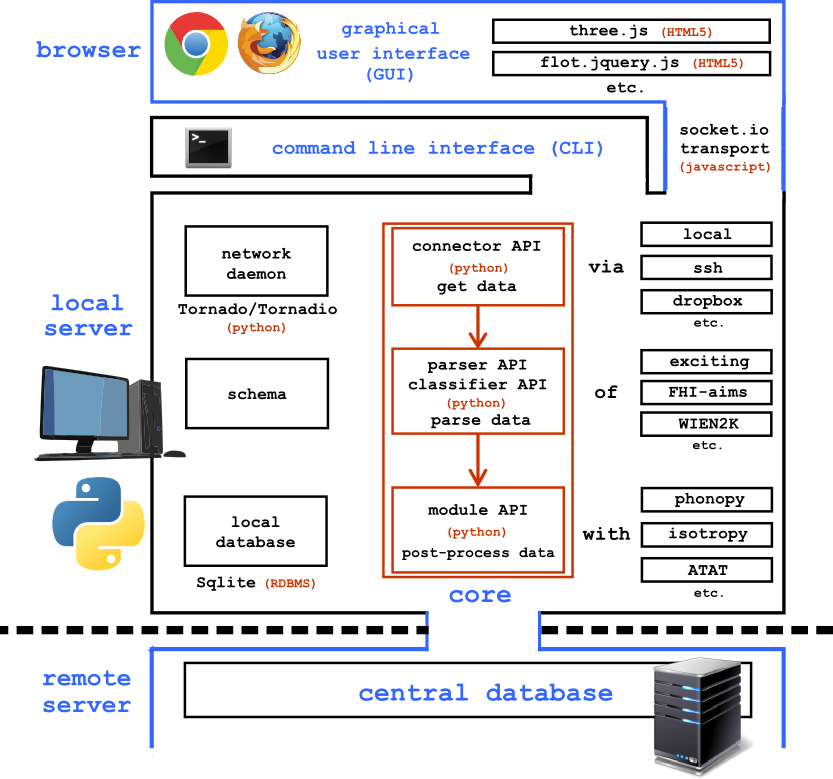 browser
graphical
user interface
(GUI)
three.js (HTML5)
flot.jquery.js (HTML5)
etc.
>_
command line interface (CLI)
socket.io
transport
(javascript)
local
server
network
daemon
Tornado/Tornadio
(python)
schema
local
database
Sqlite (RDBMS)
connector API
(python)
get data
parser API
classifier API
(python)
parse data
module API
(python)
post-process data
core
via
local
ssh
dropbox
etc.
of
exciting
FHI-aims
WIEN2K
etc.
with
phonopy
isotropy
ATAT
etc.
remote
server
central database